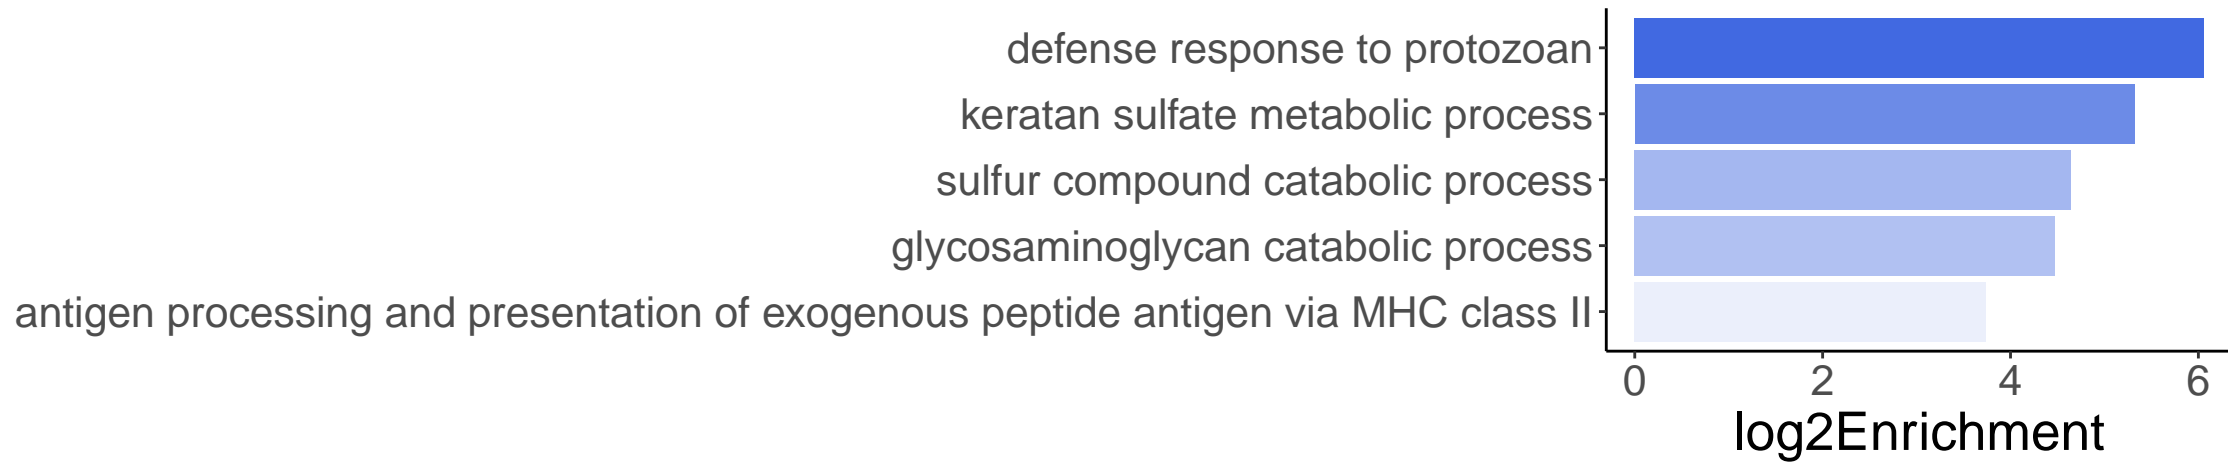 defense response to protozoan
keratan sulfate metabolic process
sulfur compound catabolic process
glycosaminoglycan catabolic process
antigen processing and presentation of exogenous peptide antigen via MHC class II
0 2 4 6
log2Enrichment